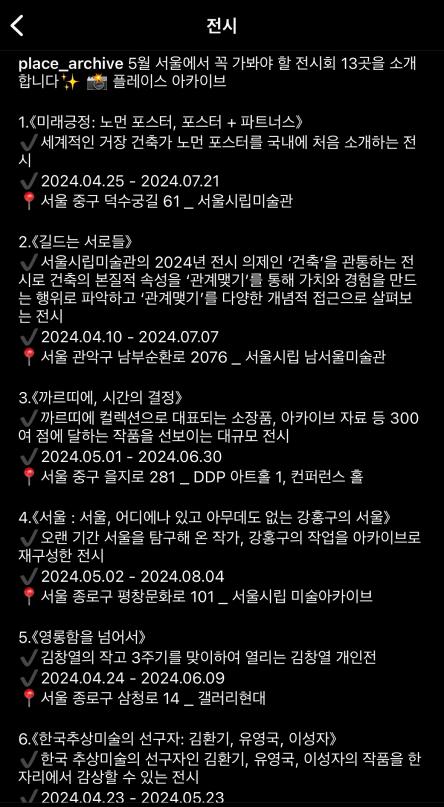 전시
place_archive 5월 서울에서 꼭 가봐야 할 전시회 13곳을 소개
합니다✨ 📸 플레이스 아카이브
1.《미래긍정: 노먼 포스터, 포스터 + 파트너스》
✔️세계적인 거장 건축가 노먼 포스터를 국내에 처음 소개하는 전
시
✔️2024.04.25 - 2024.07.21
📍서울 중구 덕수궁길 61 _ 서울시립미술관
2.《길드는 서로들》
✔️서울시립미술관의 2024년 전시 의제인 ‘건축’을 관통하는 전
시로 건축의 본질적 속성을 ‘관계맺기’를 통해 가치와 경험을 만드
는 행위로 파악하고 ‘관계맺기’를 다양한 개념적 접근으로 살펴보
는 전시
✔️2024.04.10 - 2024.07.07
📍서울 관악구 남부순환로 2076 _ 서울시립 남서울미술관
3.《까르띠에, 시간의 결정》
✔️까르띠에 컬렉션으로 대표되는 소장품, 아카이브 자료 등 300
여 점에 달하는 작품을 선보이는 대규모 전시
✔️2024.05.01 - 2024.06.30
📍서울 중구 을지로 281 _ DDP 아트홀 1, 컨퍼런스 홀
4.《서울 : 서울, 어디에나 있고 아무데도 없는 강홍구의 서울》
✔️오랜 기간 서울을 탐구해 온 작가, 강홍구의 작업을 아카이브로
재구성한 전시
✔️2024.05.02 - 2024.08.04
📍서울 종로구 평창문화로 101 _ 서울시립 미술아카이브
5.《영롱함을 넘어서》
✔️김창열의 작고 3주기를 맞이하여 열리는 김창열 개인전
✔️2024.04.24 - 2024.06.09
📍서울 종로구 삼청로 14 _ 갤러리현대
6.《한국추상미술의 선구자: 김환기, 유영국, 이성자》
✔️한국 추상미술의 선구자인 김환기, 유영국, 이성자의 작품을 한
자리에서 감상할 수 있는 전시
✔️2024.04.23 - 2024.05.23